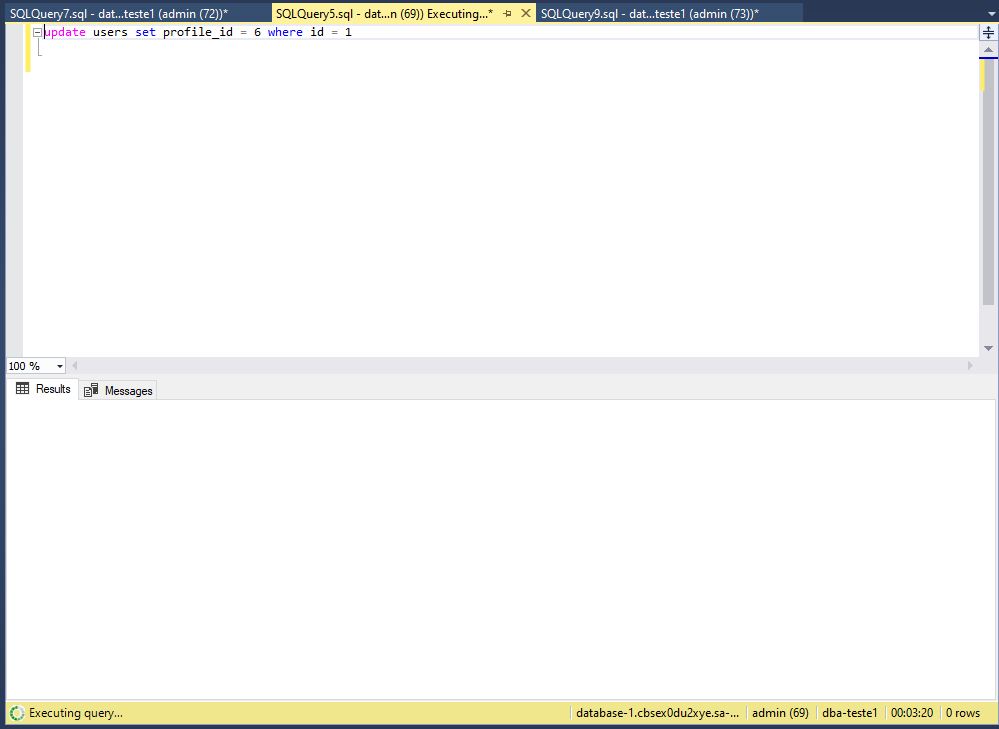 SQLQuery7.sql - dat...teste1 (admin (72))*
SQLQuery5.sql - dat...n (69)) Executing...*
SQLQuery9.sql - dat...teste1 (admin (73))*
update users set profile_id = 6 where id = 1
100 %
Results
Messages
Executing query...
database-1.cbsex0du2xye.sa-...
admin (69)
dba-teste1
00:03:20
0 rows